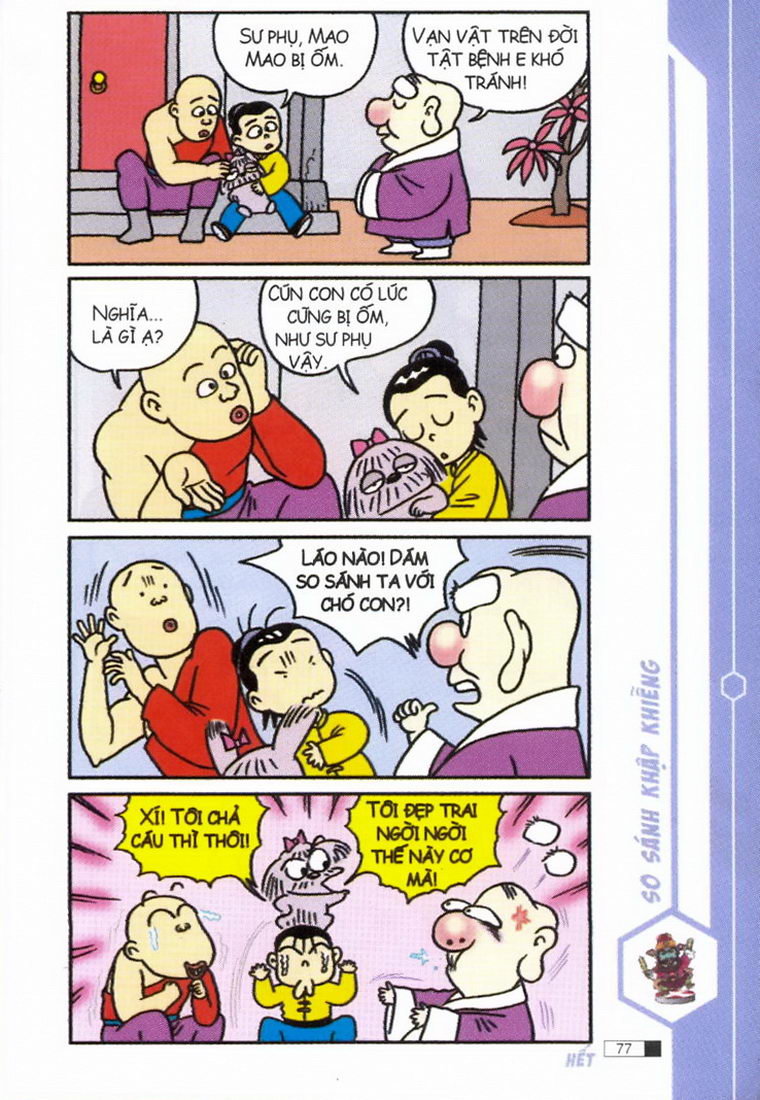 SƯ PHỤ, MAO
MAO BỊ ỐM.
VẠN VẬT TRÊN ĐỜI
TẬT BỆNH E KHÓ
TRÁNH!
NGHĨA...
LÀ GÌ Ạ?
CÚN CON CÓ LÚC
CŨNG BỊ ỐM,
NHƯ SƯ PHỤ
VẬY.
LÁO NÀO! DÁM
SO SÁNH TA VỚI
CHÓ CON?!
XÍ! TÔI CHẢ
CẦU THÌ THÔI!
TÔI ĐẸP TRAI
NGỜI NGỜI
THẾ NÀY CƠ
MÀ!
SO SÁNH KHẬP KHIỄNG
HẾT
77